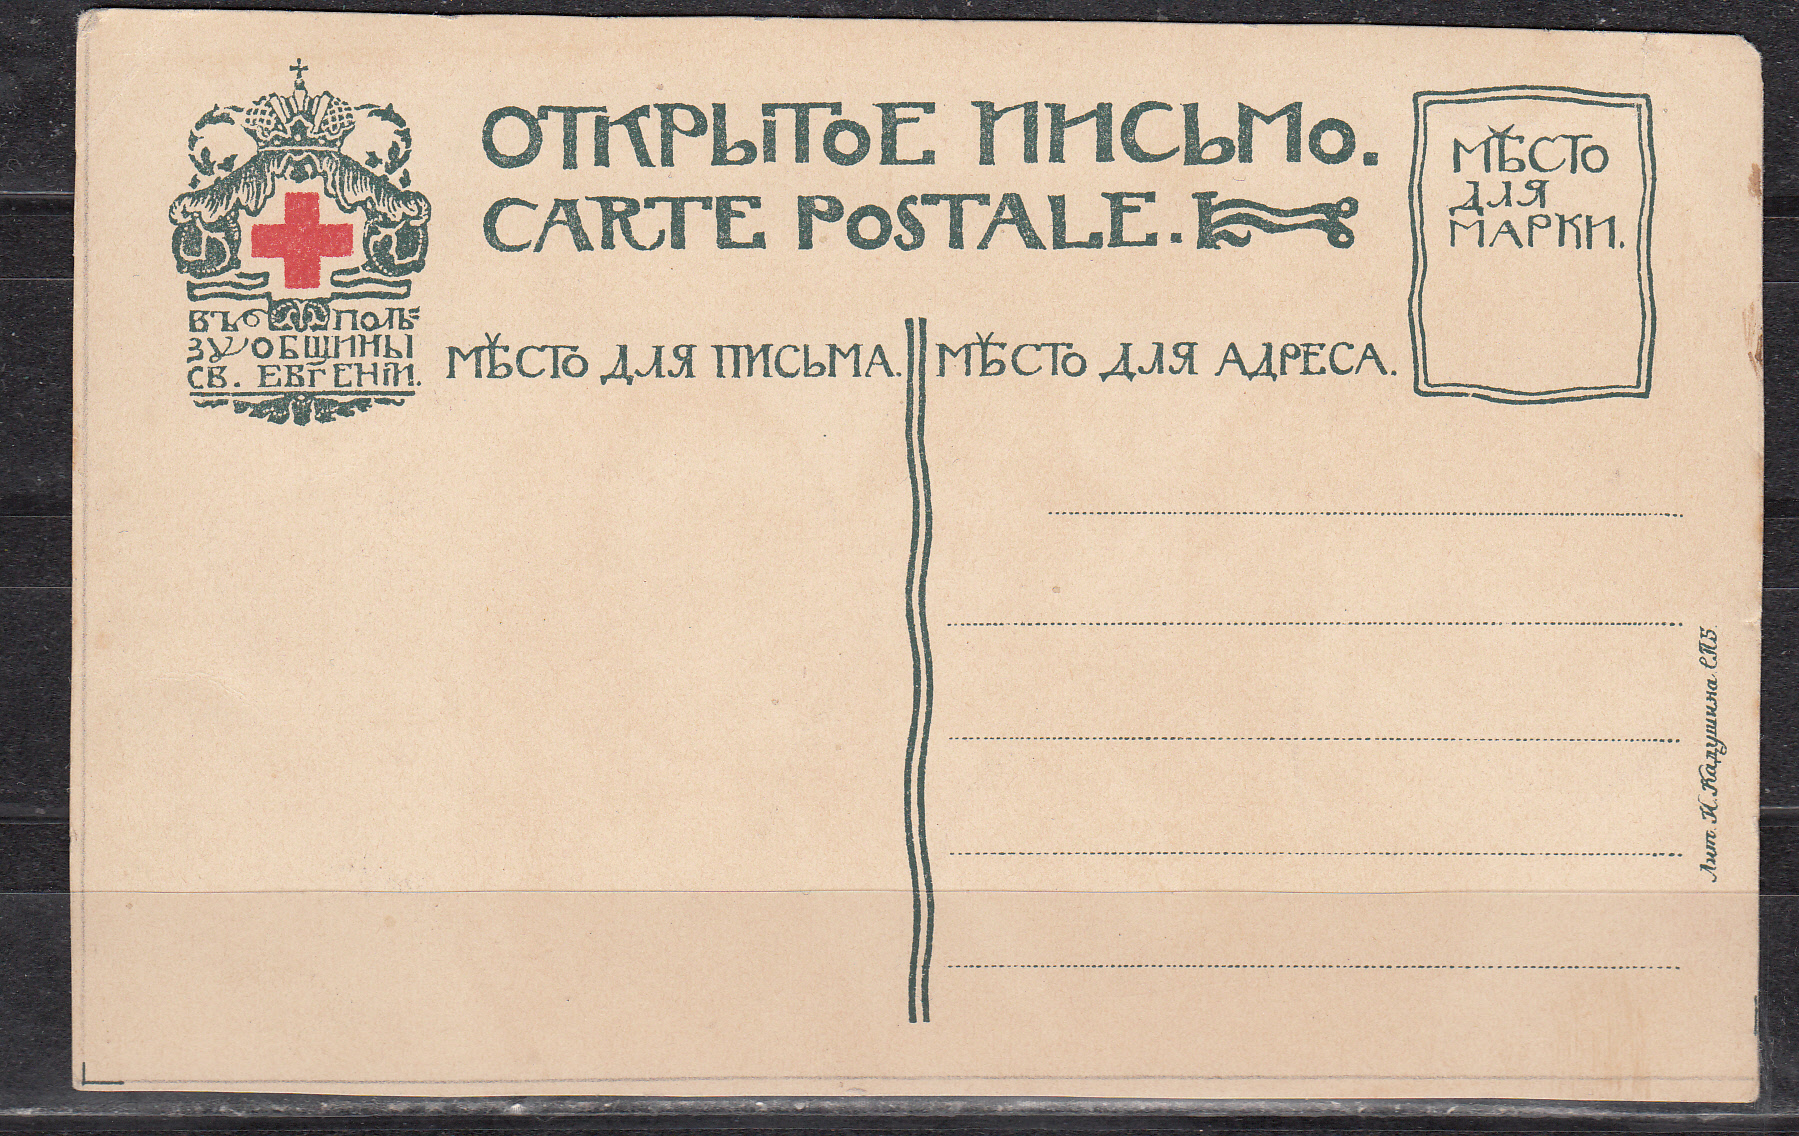 ОТКРЫТОЕ ПИСЬМО.
CARTE POSTALE.
МѢСТО
ДЛЯ
МАРКИ.
ВЪ ПОЛЬ-
ЗУ ОБЩИНЫ
СВ. ЕВГЕНІИ.
МѢСТО ДЛЯ ПИСЬМА.
МѢСТО ДЛЯ АДРЕСА.
Лит. Н. Кадушина С.П.Б.